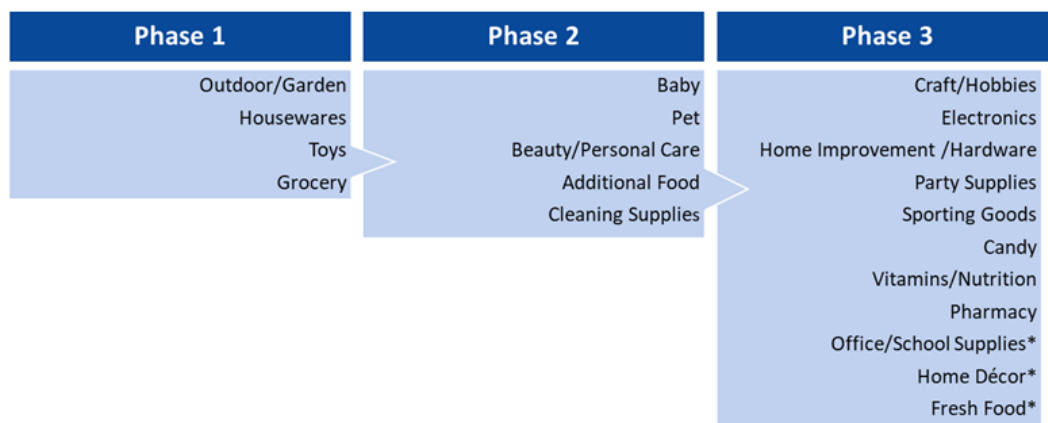 Phase 1
Outdoor/Garden
Housewares
Toys
Grocery
Phase 2
Baby
Pet
Beauty/Personal Care
Additional Food
Cleaning Supplies
Phase 3
Craft/Hobbies
Electronics
Home Improvement /Hardware
Party Supplies
Sporting Goods
Candy
Vitamins/Nutrition
Pharmacy
Office/School Supplies*
Home Décor*
Fresh Food*